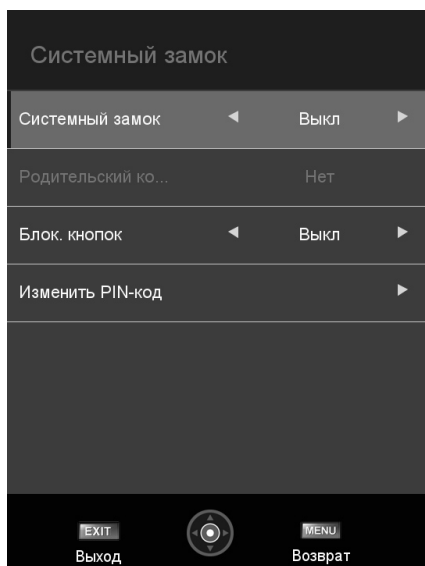 Системный замок
Системный замок Выкл
Родительский ко... Нет
Блок. кнопок Выкл
Изменить PIN-код
EXIT MENU
Выход Возврат